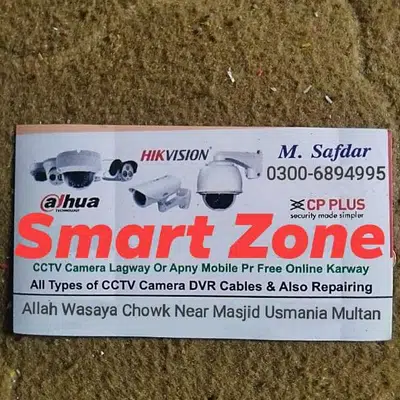 HIKVISION
M. Safdar
0300-6894995
alhua
TECHNOLOGY
CP PLUS
security made simpler
Smart Zone
CCTV Camera Lagway Or Apny Mobile Pr Free Online Karway
All Types of CCTV Camera DVR Cables & Also Repairing
Allah Wasaya Chowk Near Masjid Usmania Multan